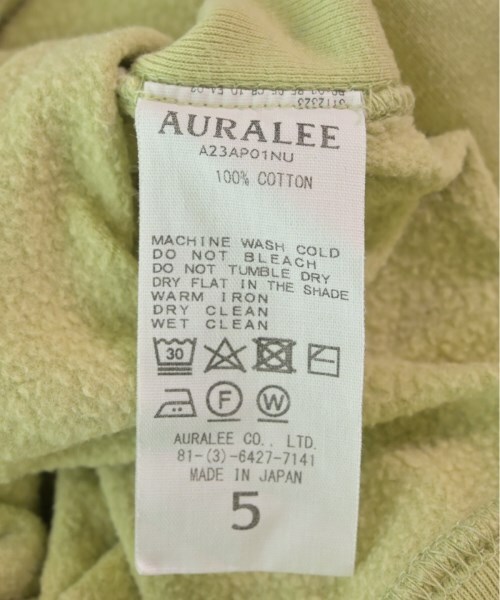 AURALEE
A23AP01NU
100% COTTON
MACHINE WASH COLD
DO NOT BLEACH
DO NOT TUMBLE DRY
DRY FLAT IN THE SHADE
WARM IRON
DRY CLEAN
WET CLEAN
30
F W
AURALEE CO., LTD.
81-(3)-6427-7141
MADE IN JAPAN
5